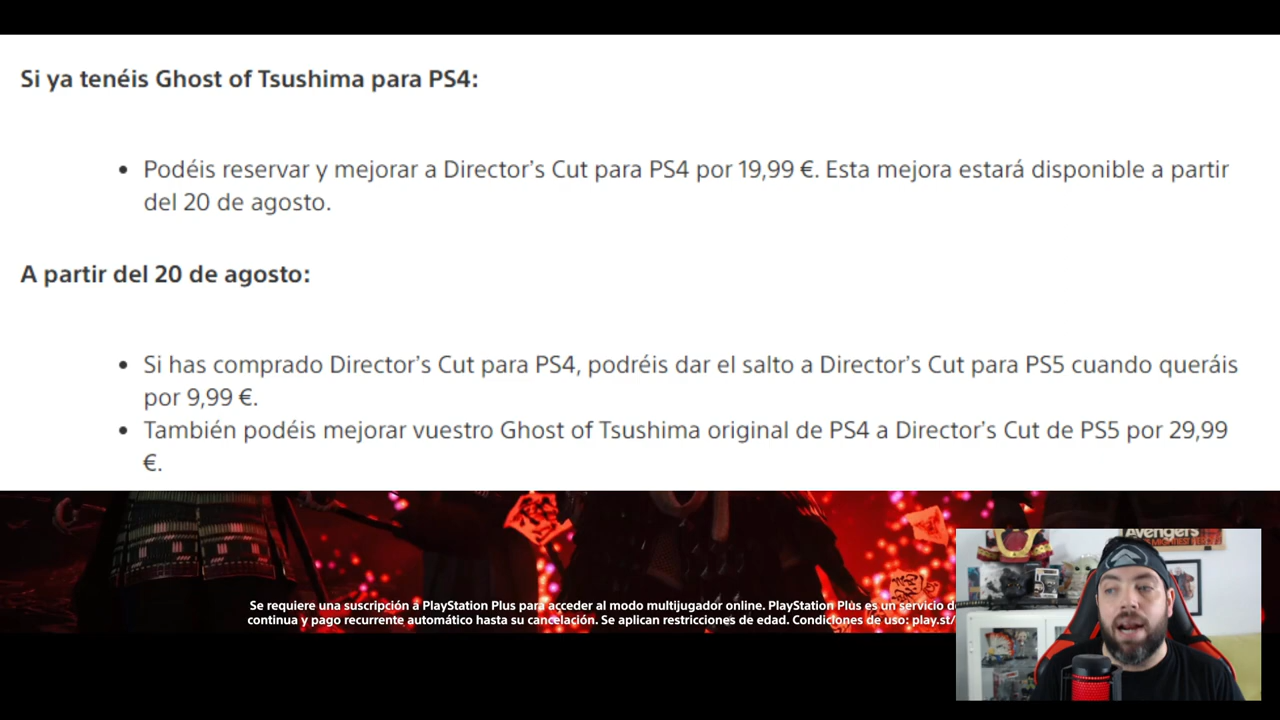 Si ya tenéis Ghost of Tsushima para PS4:
• Podéis reservar y mejorar a Director’s Cut para PS4 por 19,99 €. Esta mejora estará disponible a partir
del 20 de agosto.
A partir del 20 de agosto:
• Si has comprado Director’s Cut para PS4, podréis dar el salto a Director’s Cut para PS5 cuando queráis
por 9,99 €.
• También podéis mejorar vuestro Ghost of Tsushima original de PS4 a Director’s Cut de PS5 por 29,99
€.
Avengers
Se requiere una suscripción a PlayStation Plus para acceder al modo multijugador online. PlayStation Plus es un servicio
continua y pago recurrente automático hasta su cancelación. Se aplican restricciones de edad. Condiciones de uso: play.st/